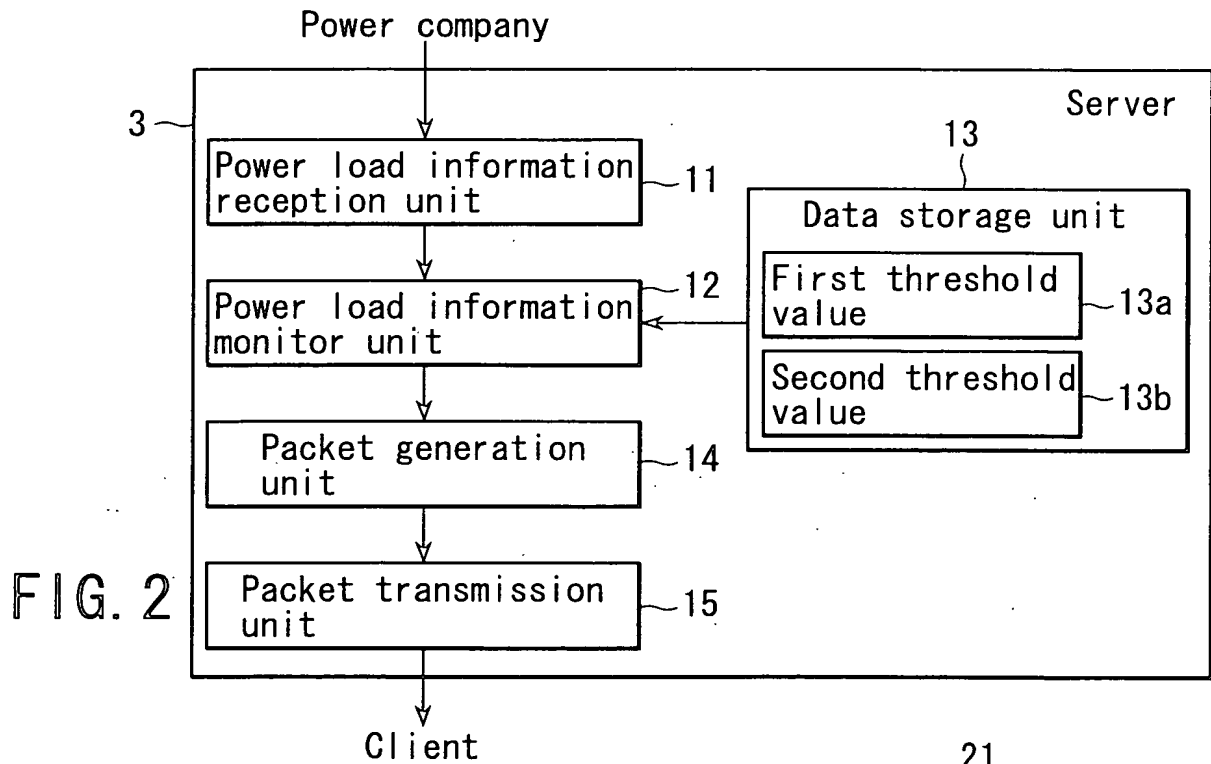 Power company
3
Server
Power load information
reception unit
11
13
Data storage unit
First threshold
value
13a
Second threshold
value
13b
Power load information
monitor unit
12
Packet generation
unit
14
Packet transmission
unit
15
FIG. 2
Client
21